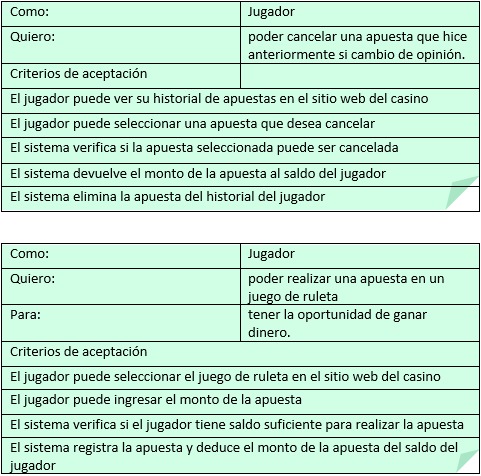 Como: Jugador
Quiero: poder cancelar una apuesta que hice
anteriormente si cambio de opinión.
Criterios de aceptación
El jugador puede ver su historial de apuestas en el sitio web del casino
El jugador puede seleccionar una apuesta que desea cancelar
El sistema verifica si la apuesta seleccionada puede ser cancelada
El sistema devuelve el monto de la apuesta al saldo del jugador
El sistema elimina la apuesta del historial del jugador
Como: Jugador
Quiero: poder realizar una apuesta en un
juego de ruleta
Para: tener la oportunidad de ganar
dinero.
Criterios de aceptación
El jugador puede seleccionar el juego de ruleta en el sitio web del casino
El jugador puede ingresar el monto de la apuesta
El sistema verifica si el jugador tiene saldo suficiente para realizar la apuesta
El sistema registra la apuesta y deduce el monto de la apuesta del saldo del
jugador